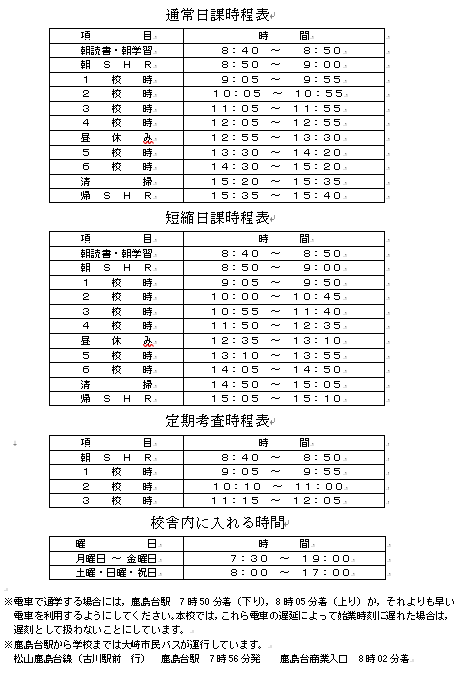 通常日課時程表
項 目 時 間
朝読書・朝学習 8:40 ～ 8:50
朝 S H R 8:50 ～ 9:00
1 校 時 9:05 ～ 9:55
2 校 時 10:05 ～ 10:55
3 校 時 11:05 ～ 11:55
4 校 時 12:05 ～ 12:55
昼 休 み 12:55 ～ 13:30
5 校 時 13:30 ～ 14:20
6 校 時 14:30 ～ 15:20
清 掃 15:20 ～ 15:35
帰 S H R 15:35 ～ 15:40
短縮日課時程表
項 目 時 間
朝読書・朝学習 8:40 ～ 8:50
朝 S H R 8:50 ～ 9:00
1 校 時 9:05 ～ 9:50
2 校 時 10:00 ～ 10:45
3 校 時 10:55 ～ 11:40
4 校 時 11:50 ～ 12:35
昼 休 み 12:35 ～ 13:10
5 校 時 13:10 ～ 13:55
6 校 時 14:05 ～ 14:50
清 掃 14:50 ～ 15:05
帰 S H R 15:05 ～ 15:10
定期考査時程表
項 目 時 間
朝 S H R 8:40 ～ 8:50
1 校 時 9:05 ～ 9:55
2 校 時 10:10 ～ 11:00
3 校 時 11:15 ～ 12:05
校舎内に入れる時間
曜 日 時 間
月曜日 ～ 金曜日 7:30 ～ 19:00
土曜・日曜・祝日 8:00 ～ 17:00
※電車で通学する場合には，鹿島台駅 7時50分着（下り），8時05分着（上り）か，それよりも早い
電車を利用するようにしてください。本校では，これら電車の遅延によって始業時刻に遅れた場合は，
遅刻として扱わないことにしています。
※鹿島台駅から学校までは大崎市民バスが運行しています。
松山鹿島台線（古川駅前 行） 鹿島台駅 7時56分発 鹿島台商業入口 8時02分着